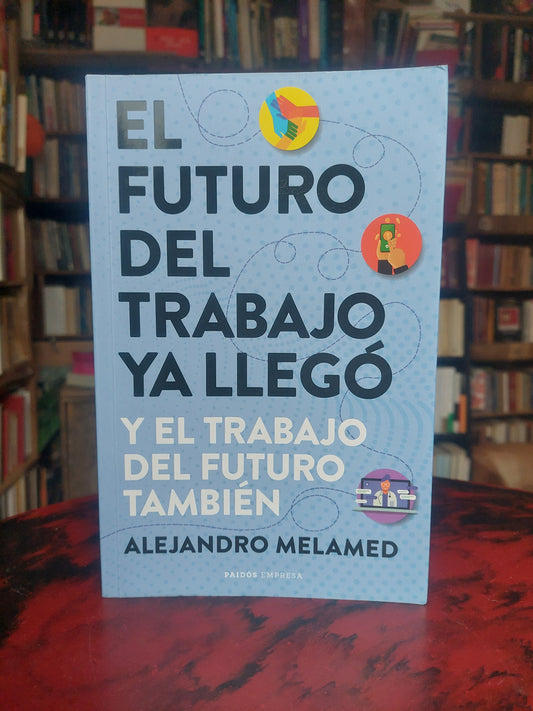 EL
FUTURO
DEL
TRABAJO
YA LLEGÓ
Y EL TRABAJO
DEL FUTURO
TAMBIÉN
ALEJANDRO MELAMED
PAIDÓS EMPRESA